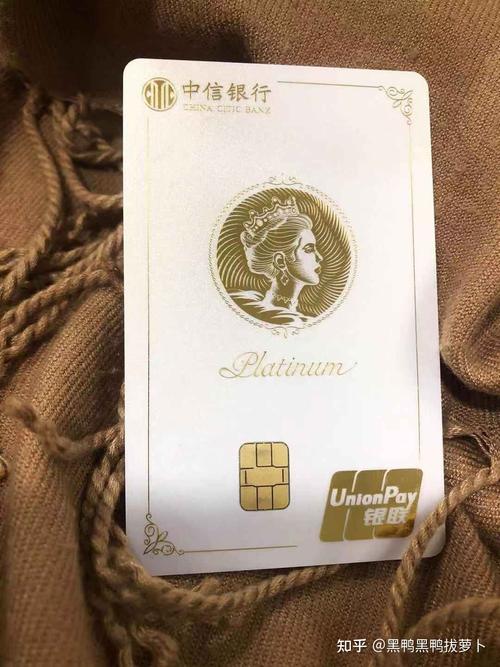 中信银行
CHINA CITIC BANK
Platinum
UnionPay
银联
知乎 @黑鸭黑鸭拔萝卜